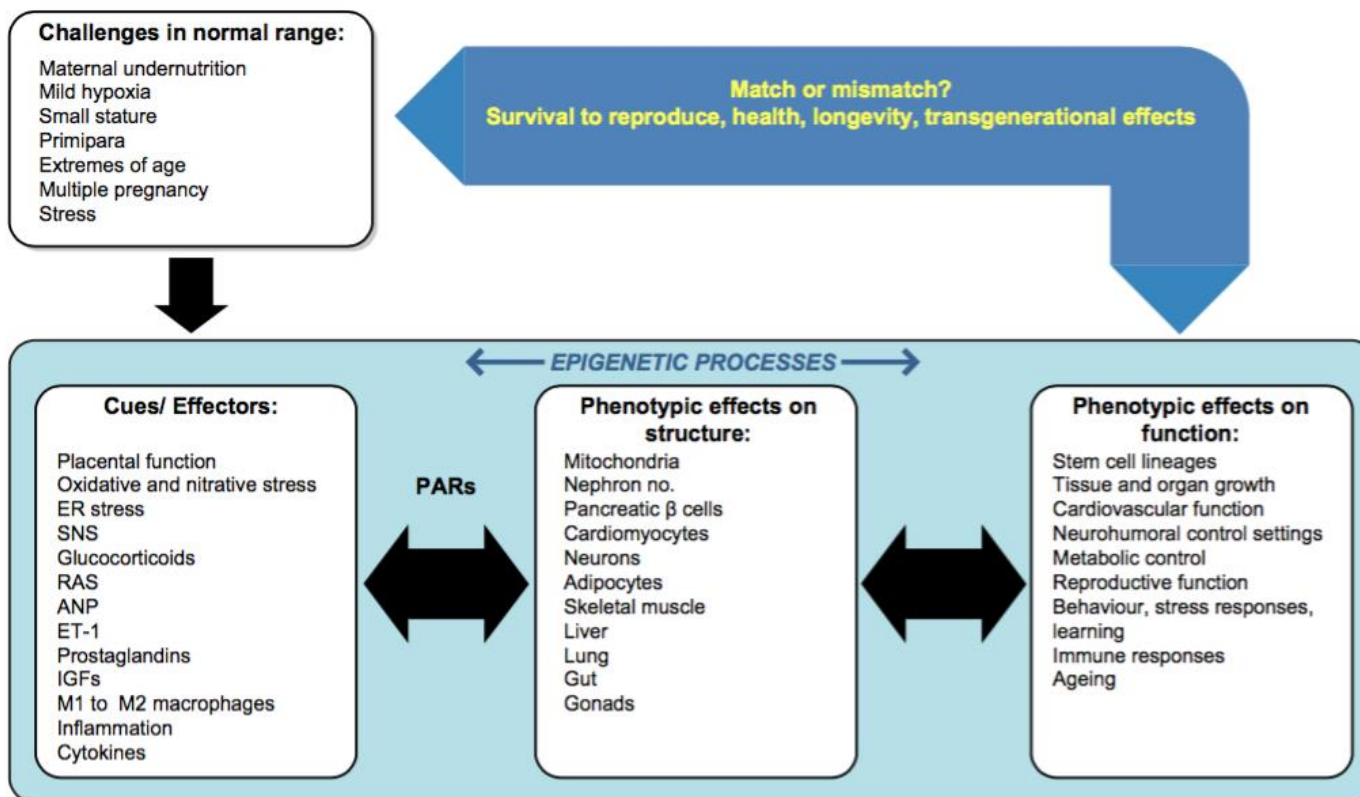 Challenges in normal range:
Maternal undernutrition
Mild hypoxia
Small stature
Primipara
Extremes of age
Multiple pregnancy
Stress
Match or mismatch?
Survival to reproduce, health, longevity, transgenerational effects
EPIGENETIC PROCESSES
Cues/ Effectors:
Placental function
Oxidative and nitrative stress
ER stress
SNS
Glucocorticoids
RAS
ANP
ET-1
Prostaglandins
IGFs
M1 to M2 macrophages
Inflammation
Cytokines
PARs
Phenotypic effects on
structure:
Mitochondria
Nephron no.
Pancreatic β cells
Cardiomyocytes
Neurons
Adipocytes
Skeletal muscle
Liver
Lung
Gut
Gonads
Phenotypic effects on
function:
Stem cell lineages
Tissue and organ growth
Cardiovascular function
Neurohumoral control settings
Metabolic control
Reproductive function
Behaviour, stress responses,
learning
Immune responses
Ageing